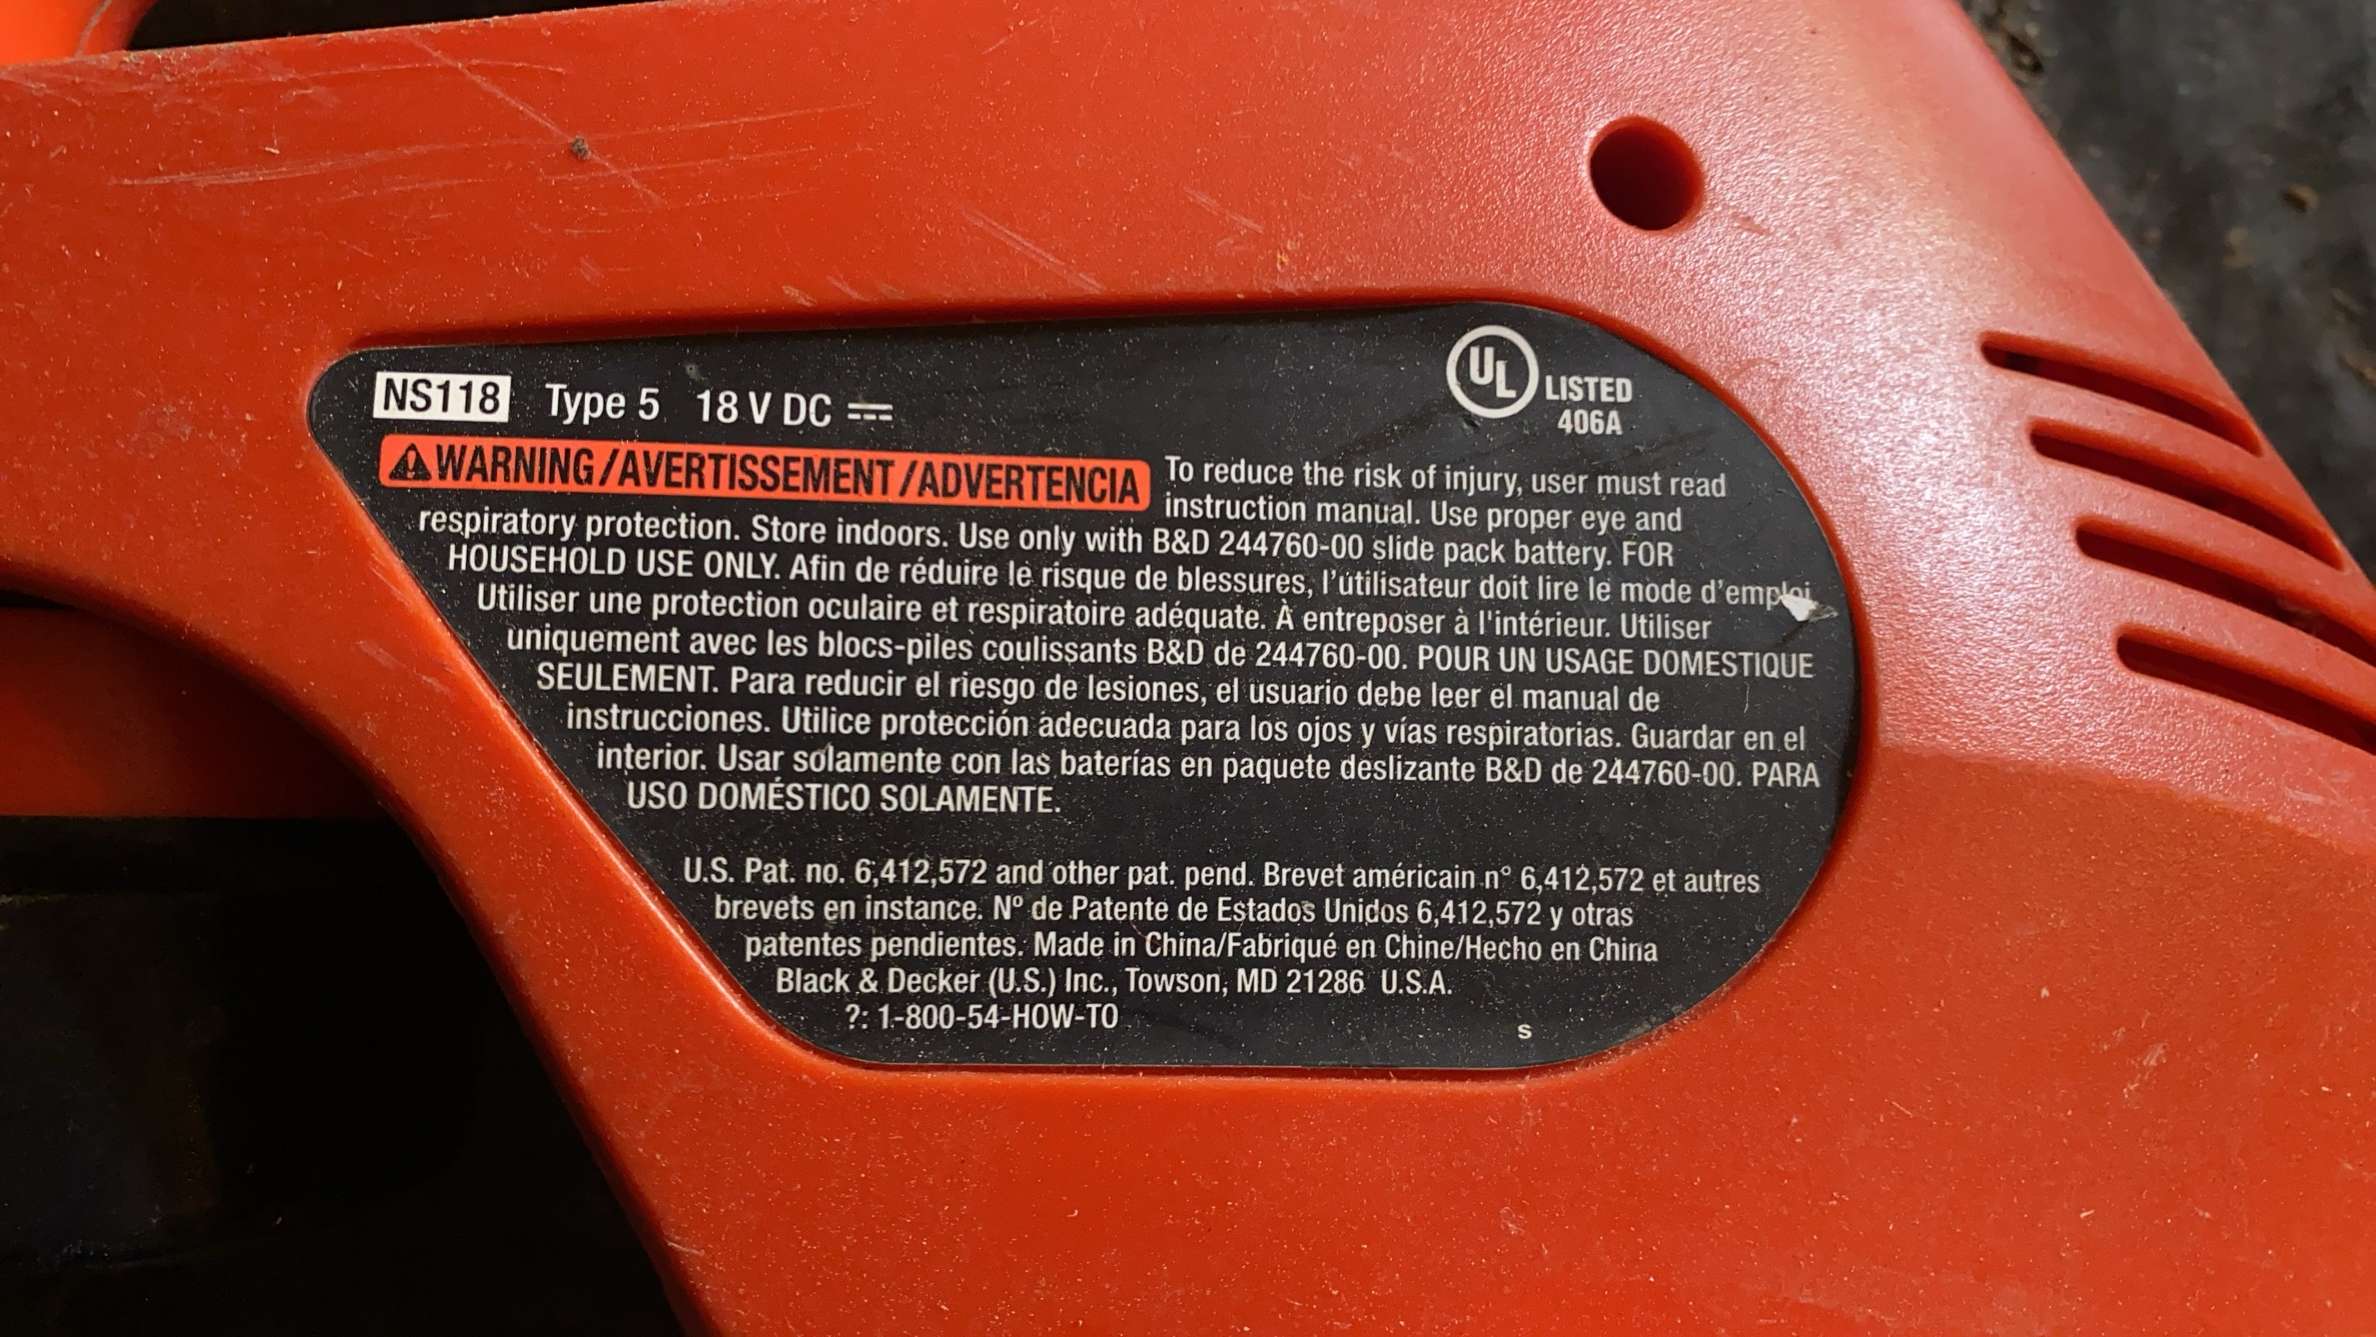 NS118 Type 5 18 V DC
UL LISTED
406A
WARNING/AVERTISSEMENT/ADVERTENCIA To reduce the risk of injury, user must read
instruction manual. Use proper eye and
respiratory protection. Store indoors. Use only with B&D 244760-00 slide pack battery. FOR
HOUSEHOLD USE ONLY. Afin de réduire le risque de blessures, l'utilisateur doit lire le mode d'emploi.
Utiliser une protection oculaire et respiratoire adéquate. À entreposer à l'intérieur. Utiliser
uniquement avec les blocs-piles coulissants B&D de 244760-00. POUR UN USAGE DOMESTIQUE
SEULEMENT. Para reducir el riesgo de lesiones, el usuario debe leer el manual de
instrucciones. Utilice protección adecuada para los ojos y vías respiratorias. Guardar en el
interior. Usar solamente con las baterías en paquete deslizante B&D de 244760-00. PARA
USO DOMÉSTICO SOLAMENTE.
U.S. Pat. no. 6,412,572 and other pat. pend. Brevet américain n° 6,412,572 et autres
brevets en instance. Nº de Patente de Estados Unidos 6,412,572 y otras
patentes pendientes. Made in China/Fabriqué en Chine/Hecho en China
Black & Decker (U.S.) Inc., Towson, MD 21286 U.S.A.
?: 1-800-54-HOW-TO
s